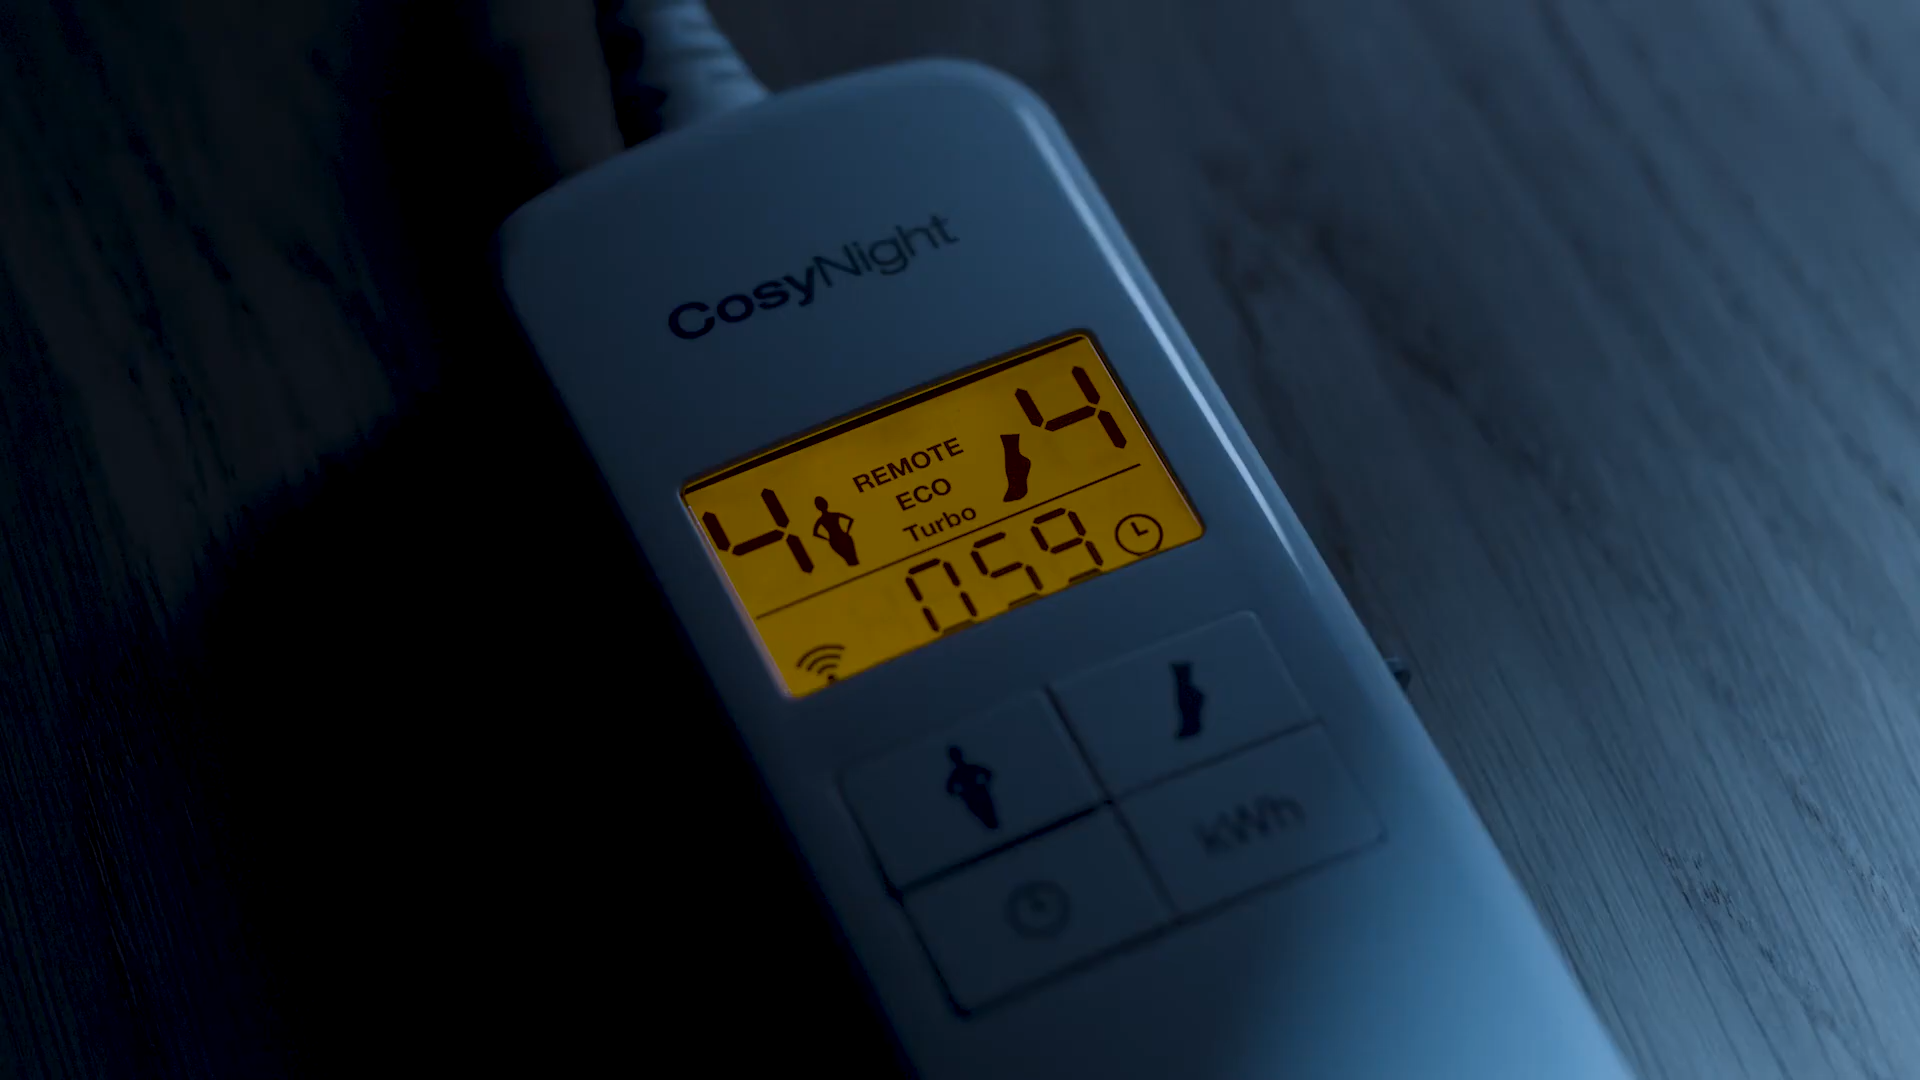 CosyNight
4 REMOTE 4
ECO
Turbo
059
kWh